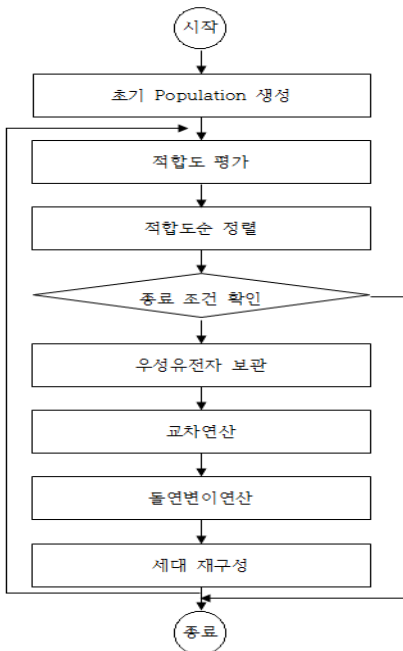 시작
초기 Population 생성
적합도 평가
적합도순 정렬
종료 조건 확인
우성유전자 보관
교차연산
돌연변이연산
세대 재구성
종료